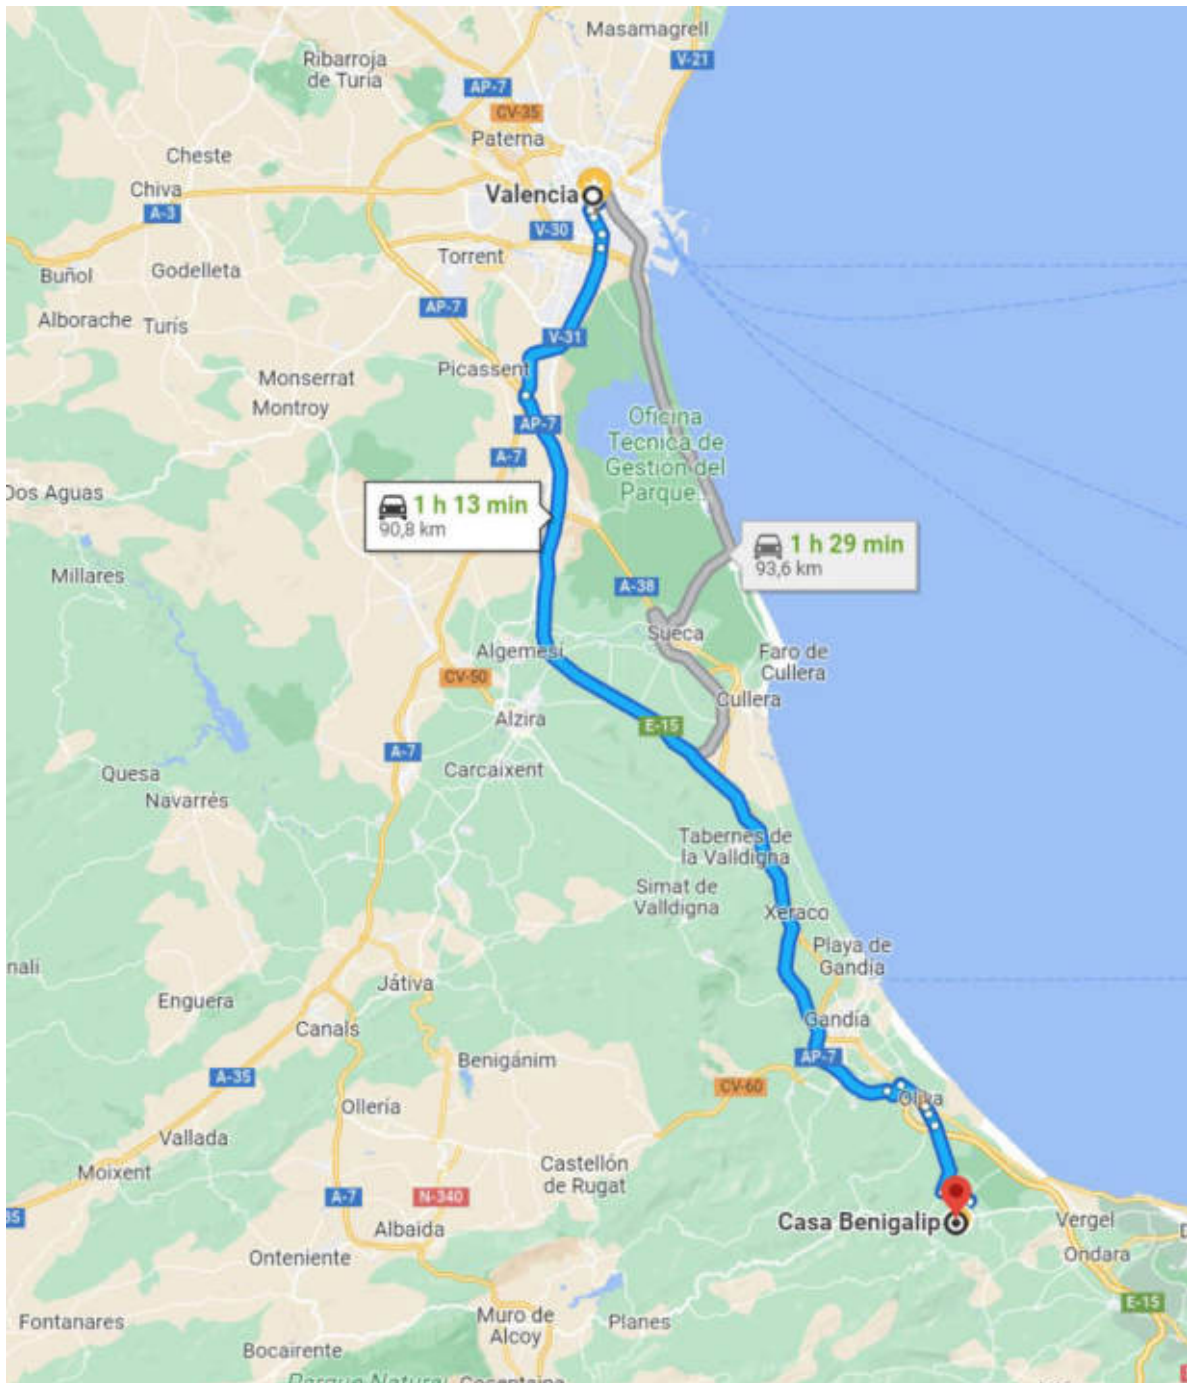 Masamagrell
Ribarroja
de Turia
V-21
AP-7
CV-35
Paterna
Cheste
Chiva
Valencia
A-3
V-30
Torrent
Buñol
Godelleta
AP-7
Alborache
Turís
V-31
Picassent
Monserrat
Montroy
Oficina
Técnica de
Gestión del
Parque...
AP-7
A-7
Dos Aguas
1 h 13 min
90,8 km
1 h 29 min
93,6 km
Millares
A-38
Sueca
Algemesí
Faro de
Cullera
CV-50
Cullera
Alzira
E-15
A-7
Carcaixent
Quesa
Navarrés
Tabernes de
la Valldigna
Simat de
Valldigna
Xeraco
Playa de
Gandía
nali
Játiva
Enguera
Gandía
Canals
AP-7
Benigánim
A-35
CV-60
Ollería
Oliva
Vallada
Castellón
de Rugat
Moixent
A-7
N-340
35
Albaida
Casa Benigalip
Vergel
Onteniente
Ondara
E-15
Muro de
Alcoy
Planes
Fontanares
Bocairente
Parque Natural
Cocentaina